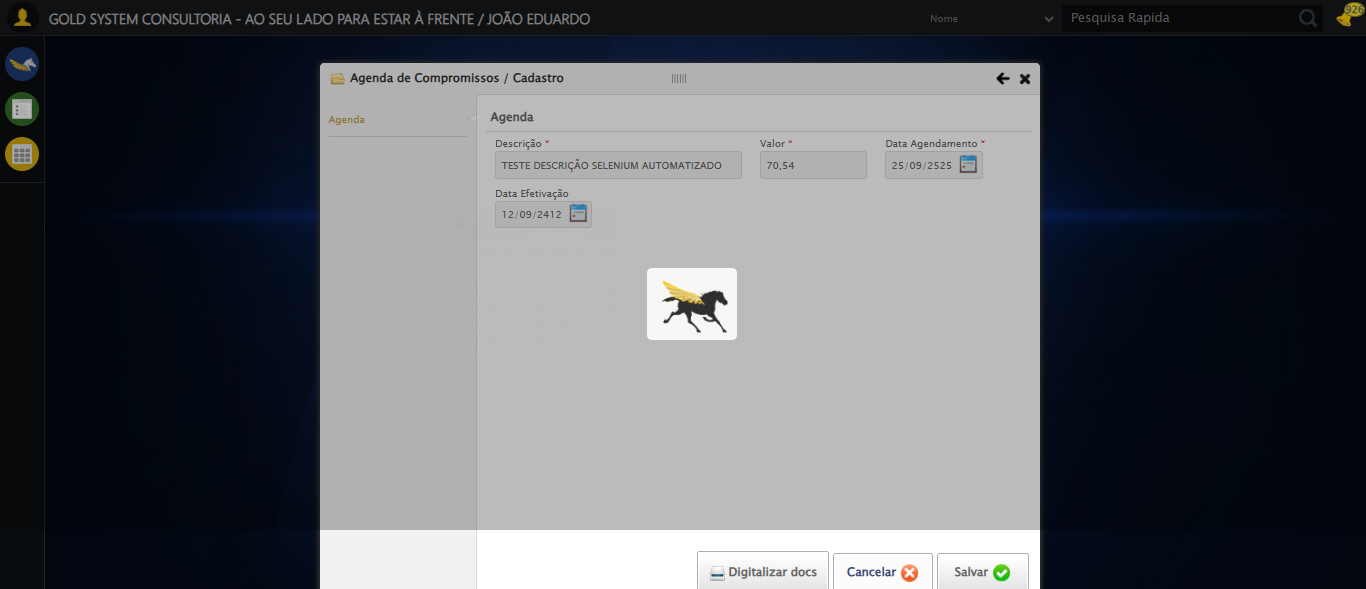 GOLD SYSTEM CONSULTORIA - AO SEU LADO PARA ESTAR À FRENTE / JOÃO EDUARDO
Nome
Pesquisa Rapida
926
Agenda de Compromissos / Cadastro
Agenda
Agenda
Descrição *
Valor *
Data Agendamento *
TESTE DESCRIÇÃO SELENIUM AUTOMATIZADO
70,54
25/09/2525
Data Efetivação
12/09/2412
Digitalizar docs
Cancelar
Salvar